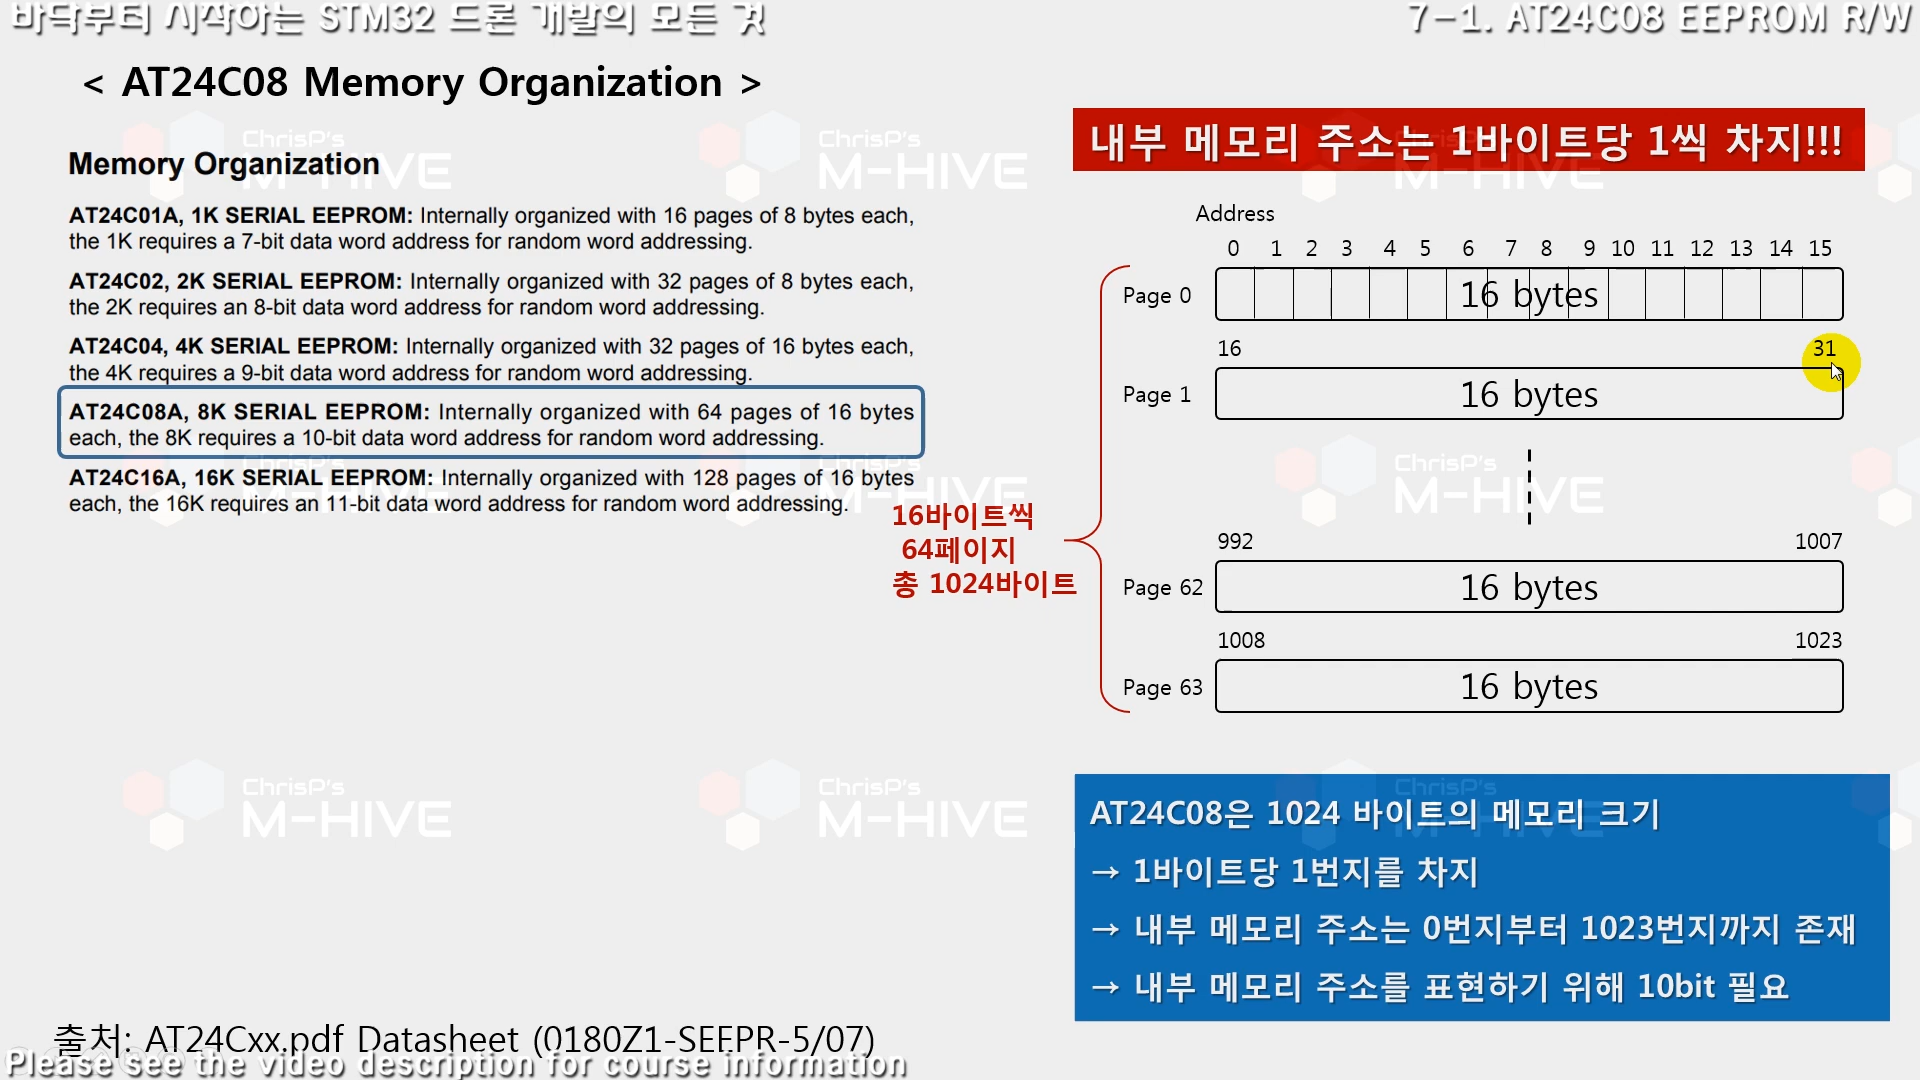 바닥부터 시작하는 STM32 드론 개발의 모든 것
7-1. AT24C08 EEPROM R/W
< AT24C08 Memory Organization >
Memory Organization
AT24C01A, 1K SERIAL EEPROM: Internally organized with 16 pages of 8 bytes each,
the 1K requires a 7-bit data word address for random word addressing.
AT24C02, 2K SERIAL EEPROM: Internally organized with 32 pages of 8 bytes each,
the 2K requires an 8-bit data word address for random word addressing.
AT24C04, 4K SERIAL EEPROM: Internally organized with 32 pages of 16 bytes each,
the 4K requires a 9-bit data word address for random word addressing.
AT24C08A, 8K SERIAL EEPROM: Internally organized with 64 pages of 16 bytes
each, the 8K requires a 10-bit data word address for random word addressing.
AT24C16A, 16K SERIAL EEPROM: Internally organized with 128 pages of 16 bytes
each, the 16K requires an 11-bit data word address for random word addressing.
16바이트씩
64페이지
총 1024바이트
내부 메모리 주소는 1바이트당 1씩 차지!!!
Address
0 1 2 3 4 5 6 7 8 9 10 11 12 13 14 15
Page 0 16 bytes
16 31
Page 1 16 bytes
992 1007
Page 62 16 bytes
1008 1023
Page 63 16 bytes
AT24C08은 1024 바이트의 메모리 크기
→ 1바이트당 1번지를 차지
→ 내부 메모리 주소는 0번지부터 1023번지까지 존재
→ 내부 메모리 주소를 표현하기 위해 10bit 필요
출처: AT24Cxx.pdf Datasheet (0180Z1-SEEPR-5/07)
Please see the video description for course information
ChrisP's
M-HIVE
ChrisP's
M-HIVE
ChrisP's
M-HIVE
ChrisP's
M-HIVE
ChrisP's
M-HIVE
ChrisP's
M-HIVE
ChrisP's
M-HIVE
ChrisP's
M-HIVE